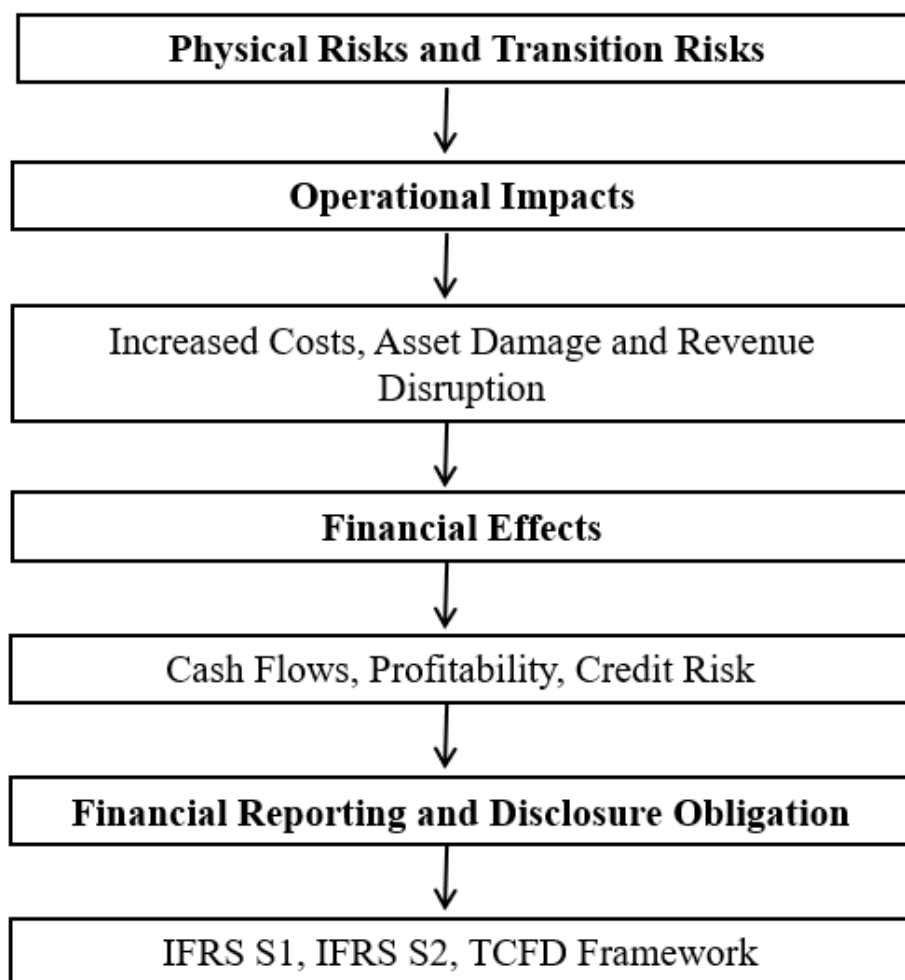 Physical Risks and Transition Risks
Operational Impacts
Increased Costs, Asset Damage and Revenue
Disruption
Financial Effects
Cash Flows, Profitability, Credit Risk
Financial Reporting and Disclosure Obligation
IFRS S1, IFRS S2, TCFD Framework